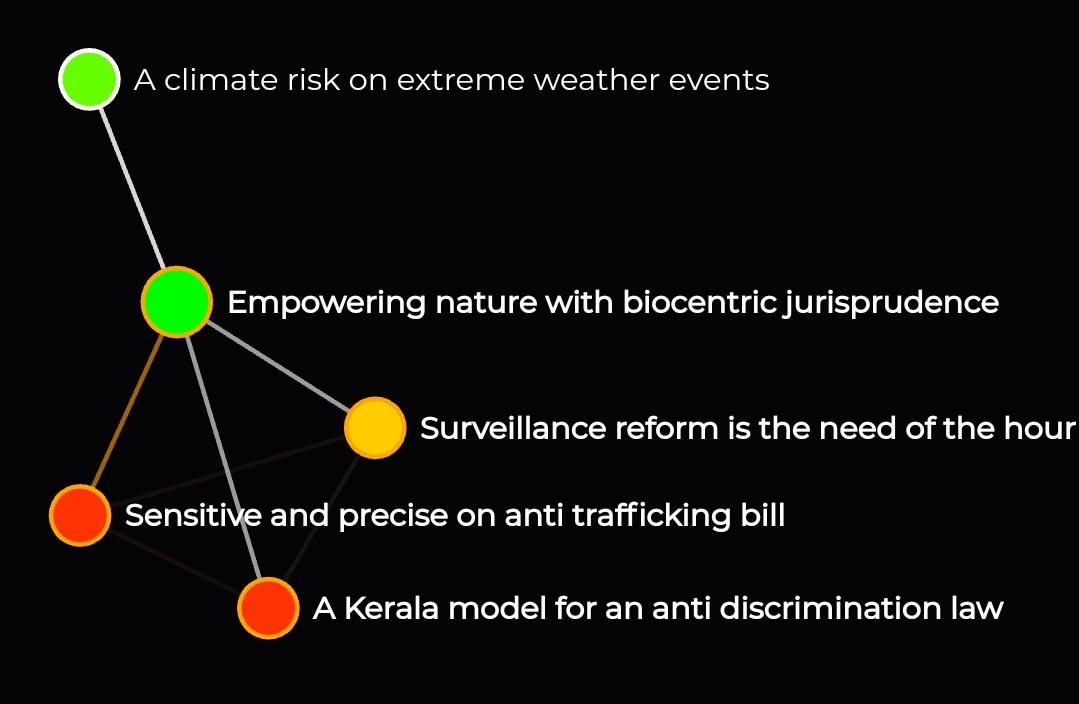 A climate risk on extreme weather events
Empowering nature with biocentric jurisprudence
Surveillance reform is the need of the hour
Sensitive and precise on anti trafficking bill
A Kerala model for an anti discrimination law